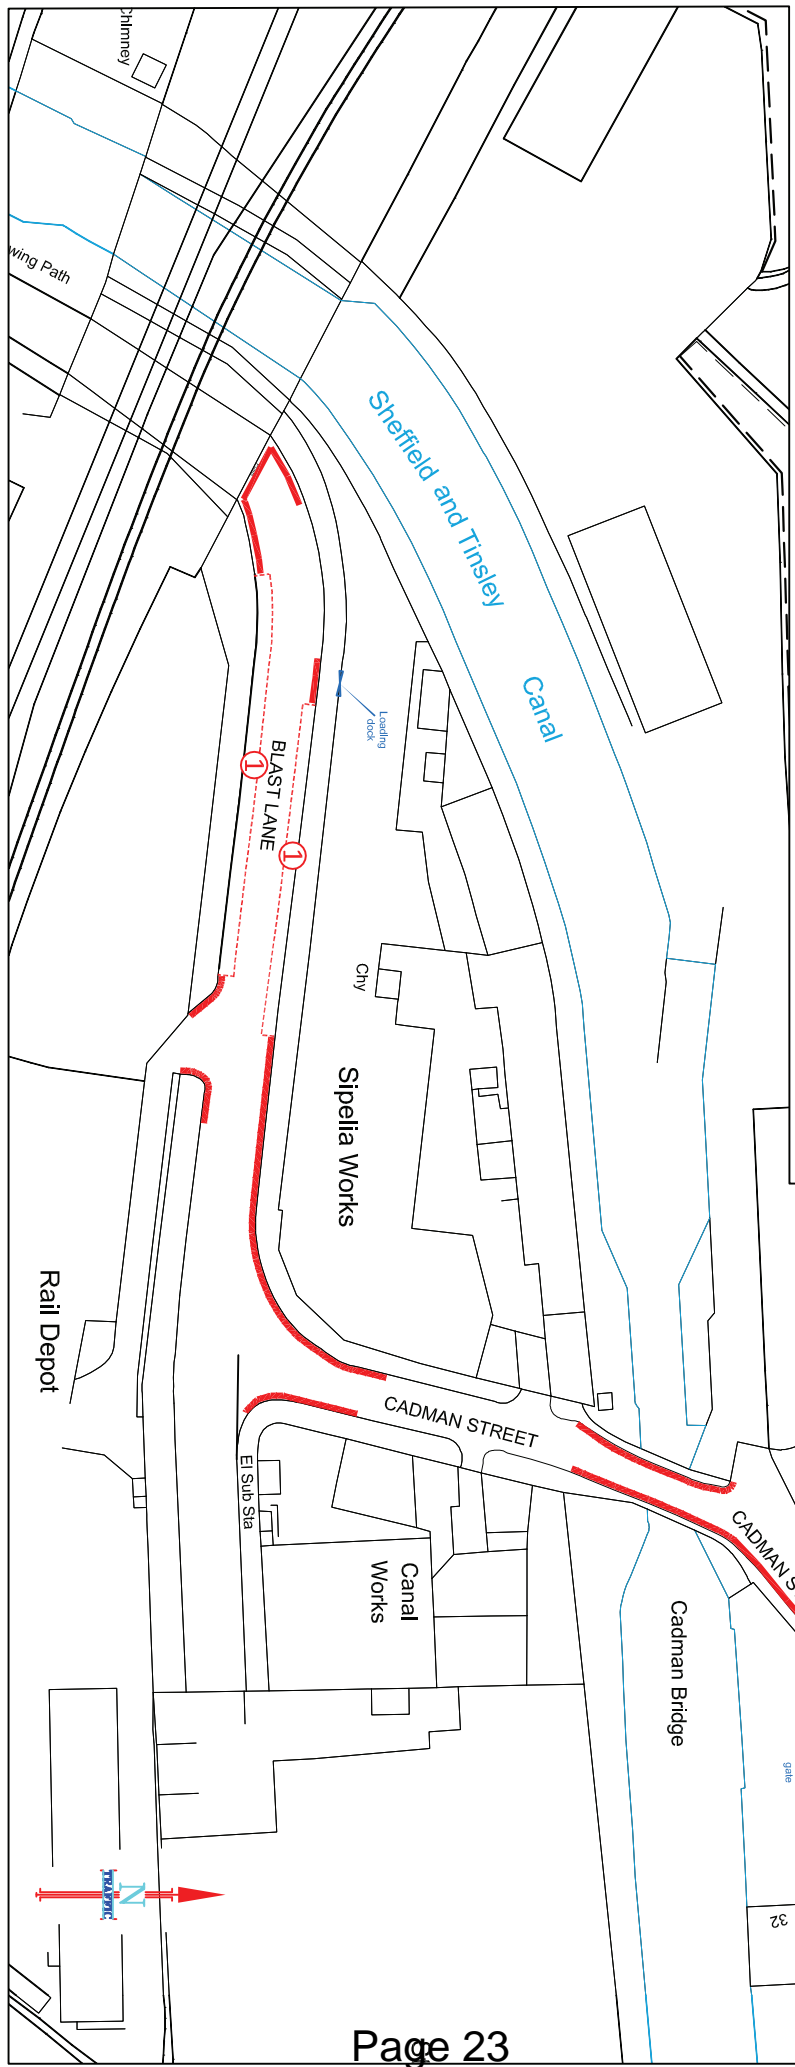 Chimney
wing Path
Sheffield and Tinsley
Canal
Loading
dock
BLAST LANE
1
1
Chy
Sipelia Works
Rail Depot
CADMAN STREET
El Sub Sta
CADMAN S
Canal
Works
Cadman Bridge
gate
N
TRAFFIC
32
Page 23